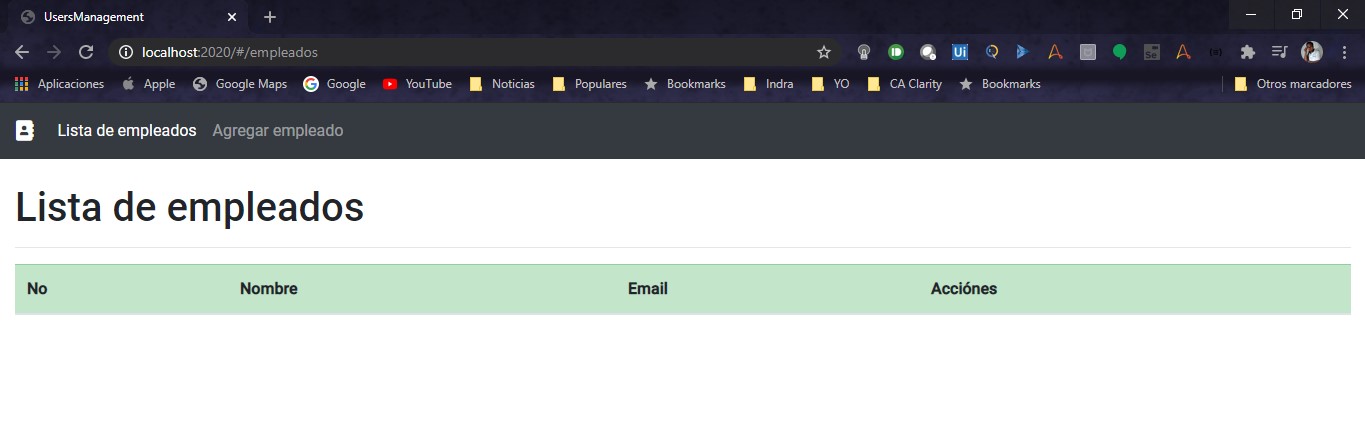 UsersManagement
localhost:2020/#/empleados
Aplicaciones Apple Google Maps Google YouTube Noticias Populares Bookmarks Indra YO CA Clarity Bookmarks Otros marcadores
Lista de empleados Agregar empleado
Lista de empleados
No Nombre Email Acciónes